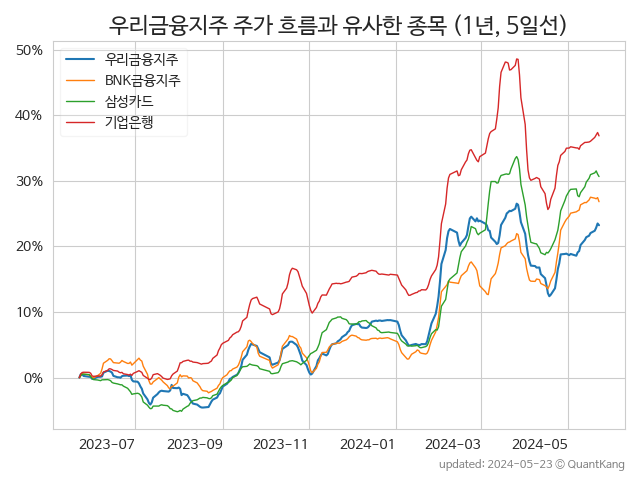 우리금융지주 주가 흐름과 유사한 종목 (1년, 5일선)
50%
40%
30%
20%
10%
0%
우리금융지주
BNK금융지주
삼성카드
기업은행
2023-07
2023-09
2023-11
2024-01
2024-03
2024-05
updated: 2024-05-23 © QuantKang